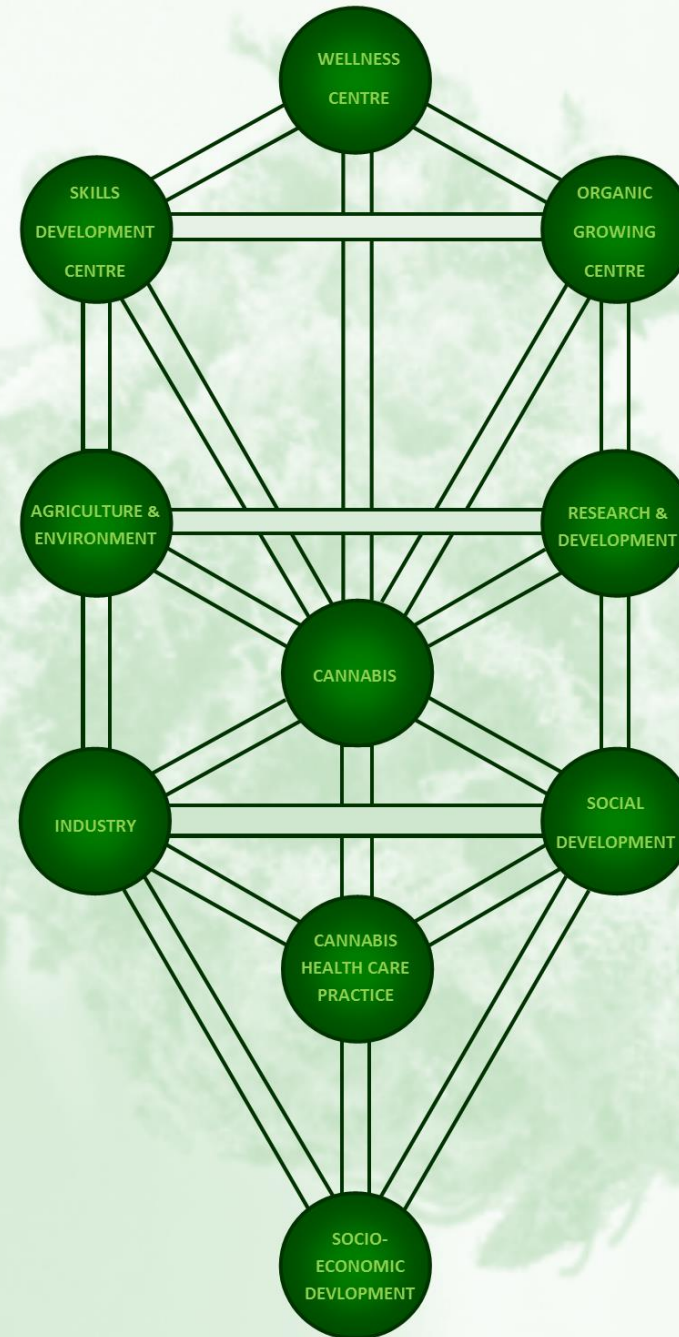 WELLNESS
CENTRE
SKILLS
DEVELOPMENT
CENTRE
ORGANIC
GROWING
CENTRE
AGRICULTURE &
ENVIRONMENT
RESEARCH &
DEVELOPMENT
CANNABIS
INDUSTRY
SOCIAL
DEVELOPMENT
CANNABIS
HEALTH CARE
PRACTICE
SOCIO-
ECONOMIC
DEVLOPMENT